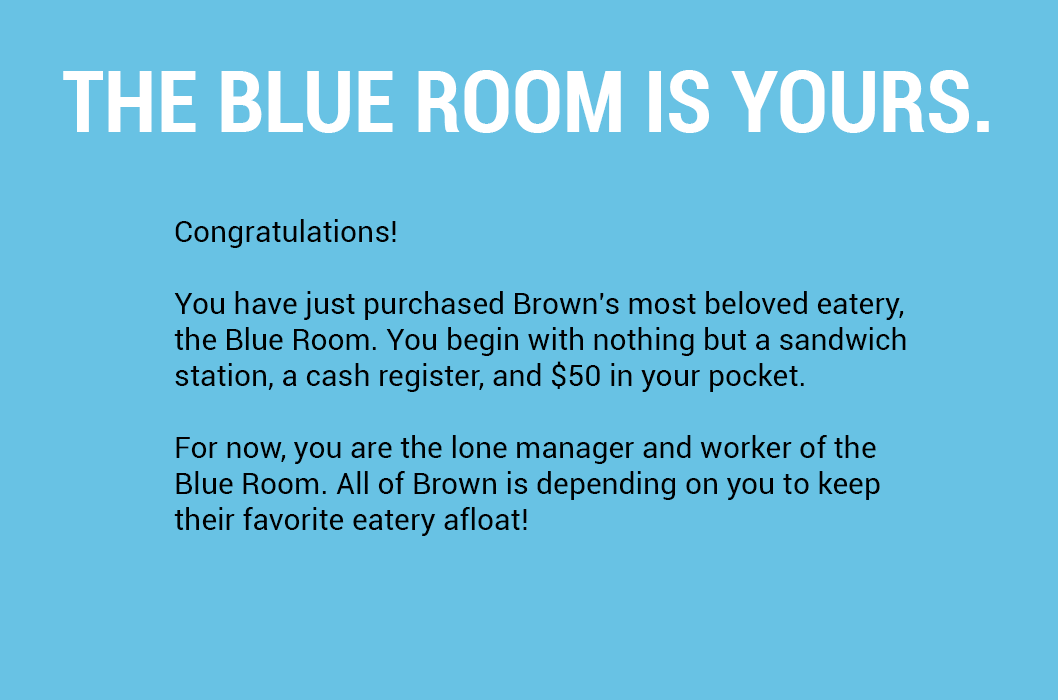 THE BLUE ROOM IS YOURS.
Congratulations!
You have just purchased Brown's most beloved eatery,
the Blue Room. You begin with nothing but a sandwich
station, a cash register, and $50 in your pocket.
For now, you are the lone manager and worker of the
Blue Room. All of Brown is depending on you to keep
their favorite eatery afloat!